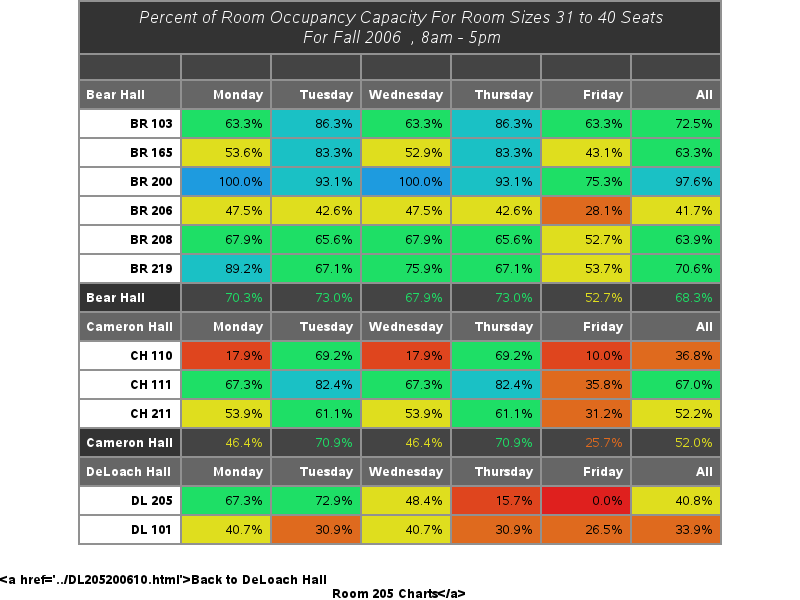 Percent of Room Occupancy Capacity For Room Sizes 31 to 40 Seats
For Fall 2006 , 8am - 5pm
Bear Hall Monday Tuesday Wednesday Thursday Friday All
BR 103 63.3% 86.3% 63.3% 86.3% 63.3% 72.5%
BR 165 53.6% 83.3% 52.9% 83.3% 43.1% 63.3%
BR 200 100.0% 93.1% 100.0% 93.1% 75.3% 97.6%
BR 206 47.5% 42.6% 47.5% 42.6% 28.1% 41.7%
BR 208 67.9% 65.6% 67.9% 65.6% 52.7% 63.9%
BR 219 89.2% 67.1% 75.9% 67.1% 53.7% 70.6%
Bear Hall 70.3% 73.0% 67.9% 73.0% 52.7% 68.3%
Cameron Hall Monday Tuesday Wednesday Thursday Friday All
CH 110 17.9% 69.2% 17.9% 69.2% 10.0% 36.8%
CH 111 67.3% 82.4% 67.3% 82.4% 35.8% 67.0%
CH 211 53.9% 61.1% 53.9% 61.1% 31.2% 52.2%
Cameron Hall 46.4% 70.9% 46.4% 70.9% 25.7% 52.0%
DeLoach Hall Monday Tuesday Wednesday Thursday Friday All
DL 205 67.3% 72.9% 48.4% 15.7% 0.0% 40.8%
DL 101 40.7% 30.9% 40.7% 30.9% 26.5% 33.9%
<a href='../DL205200610.html'>Back to DeLoach Hall
Room 205 Charts</a>